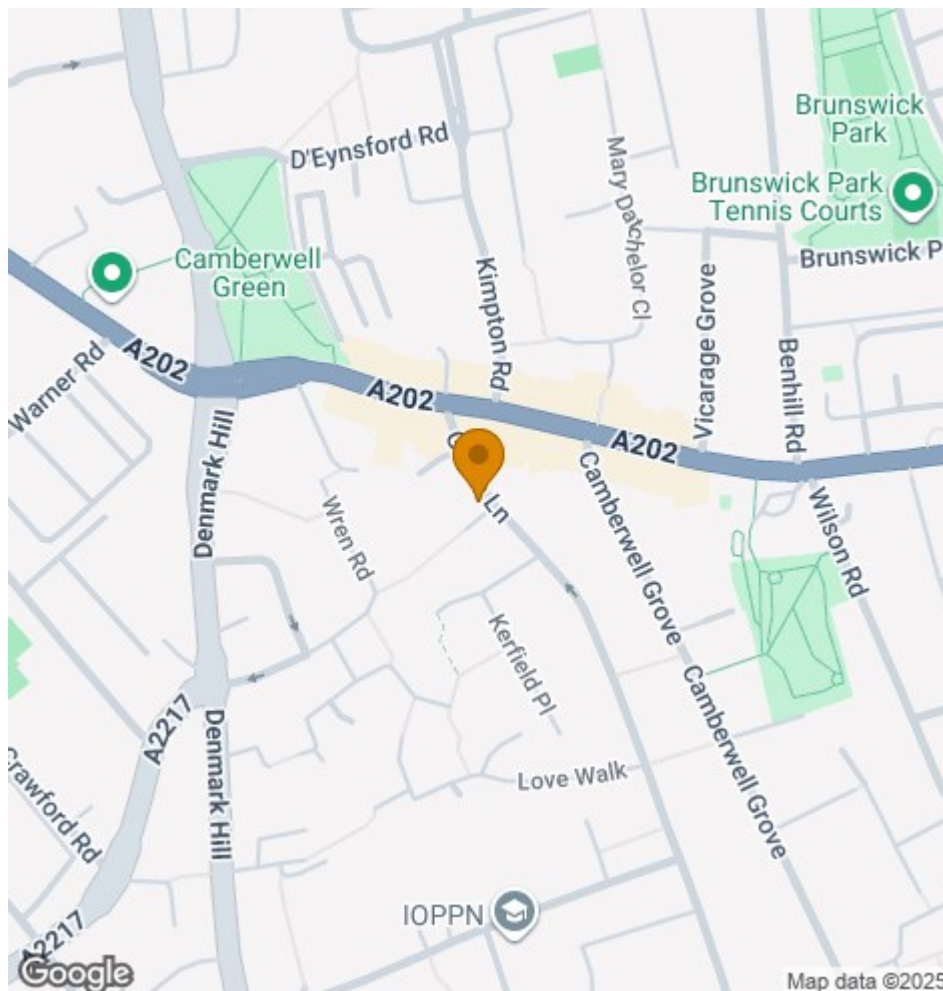 Brunswick
Park
D'Eynsford Rd
Mary Datchelor Cl
Brunswick Park
Tennis Courts
Camberwell
Green
Brunswick P
Kimpton Rd
Vicarage Grove
Benhill Rd
Warner Rd
A202
A202
A202
Denmark Hill
Ln
Wren Rd
Camberwell Grove
Wilson Rd
Kerfield Pl
Camberwell Grove
A2217
Denmark Hill
Love Walk
Crawford Rd
IOPPN
A2217
Google
Map data ©2025